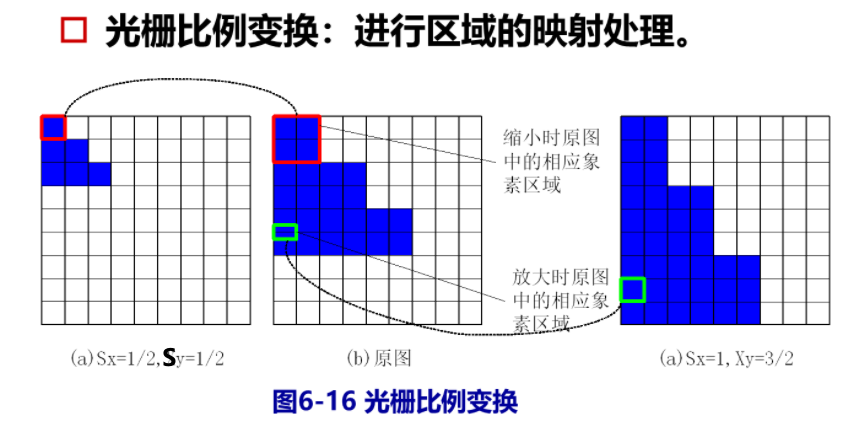 光栅比例变换：进行区域的映射处理。
缩小时原图
中的相应象
素区域
放大时原图
中的相应象
素区域
(a)Sx=1/2,Sy=1/2
(b)原图
(a)Sx=1,Xy=3/2
图6-16 光栅比例变换